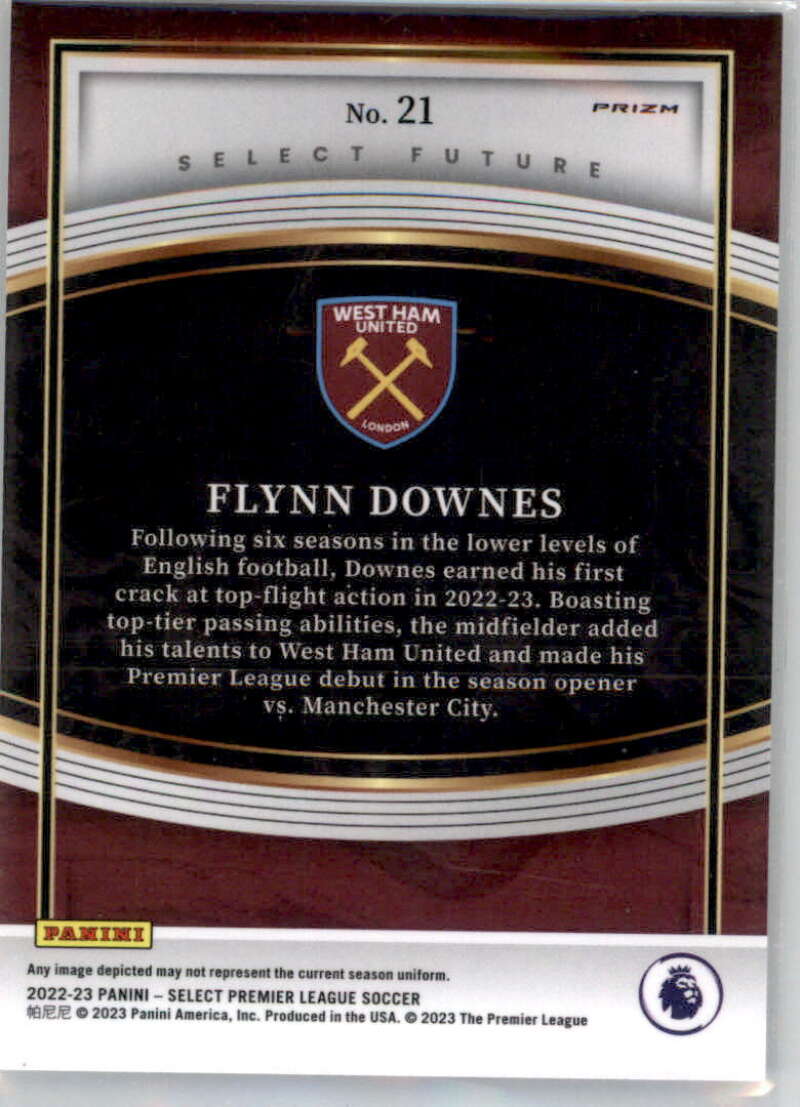 No. 21
PRIZM
SELECT FUTURE
WEST HAM
UNITED
LONDON
FLYNN DOWNES
Following six seasons in the lower levels of
English football, Downes earned his first
crack at top-flight action in 2022-23. Boasting
top-tier passing abilities, the midfielder added
his talents to West Ham United and made his
Premier League debut in the season opener
vs. Manchester City.
PANINI
Any image depicted may not represent the current season uniform.
2022-23 PANINI – SELECT PREMIER LEAGUE SOCCER
帕尼尼 © 2023 Panini America, Inc. Produced in the USA. © 2023 The Premier League